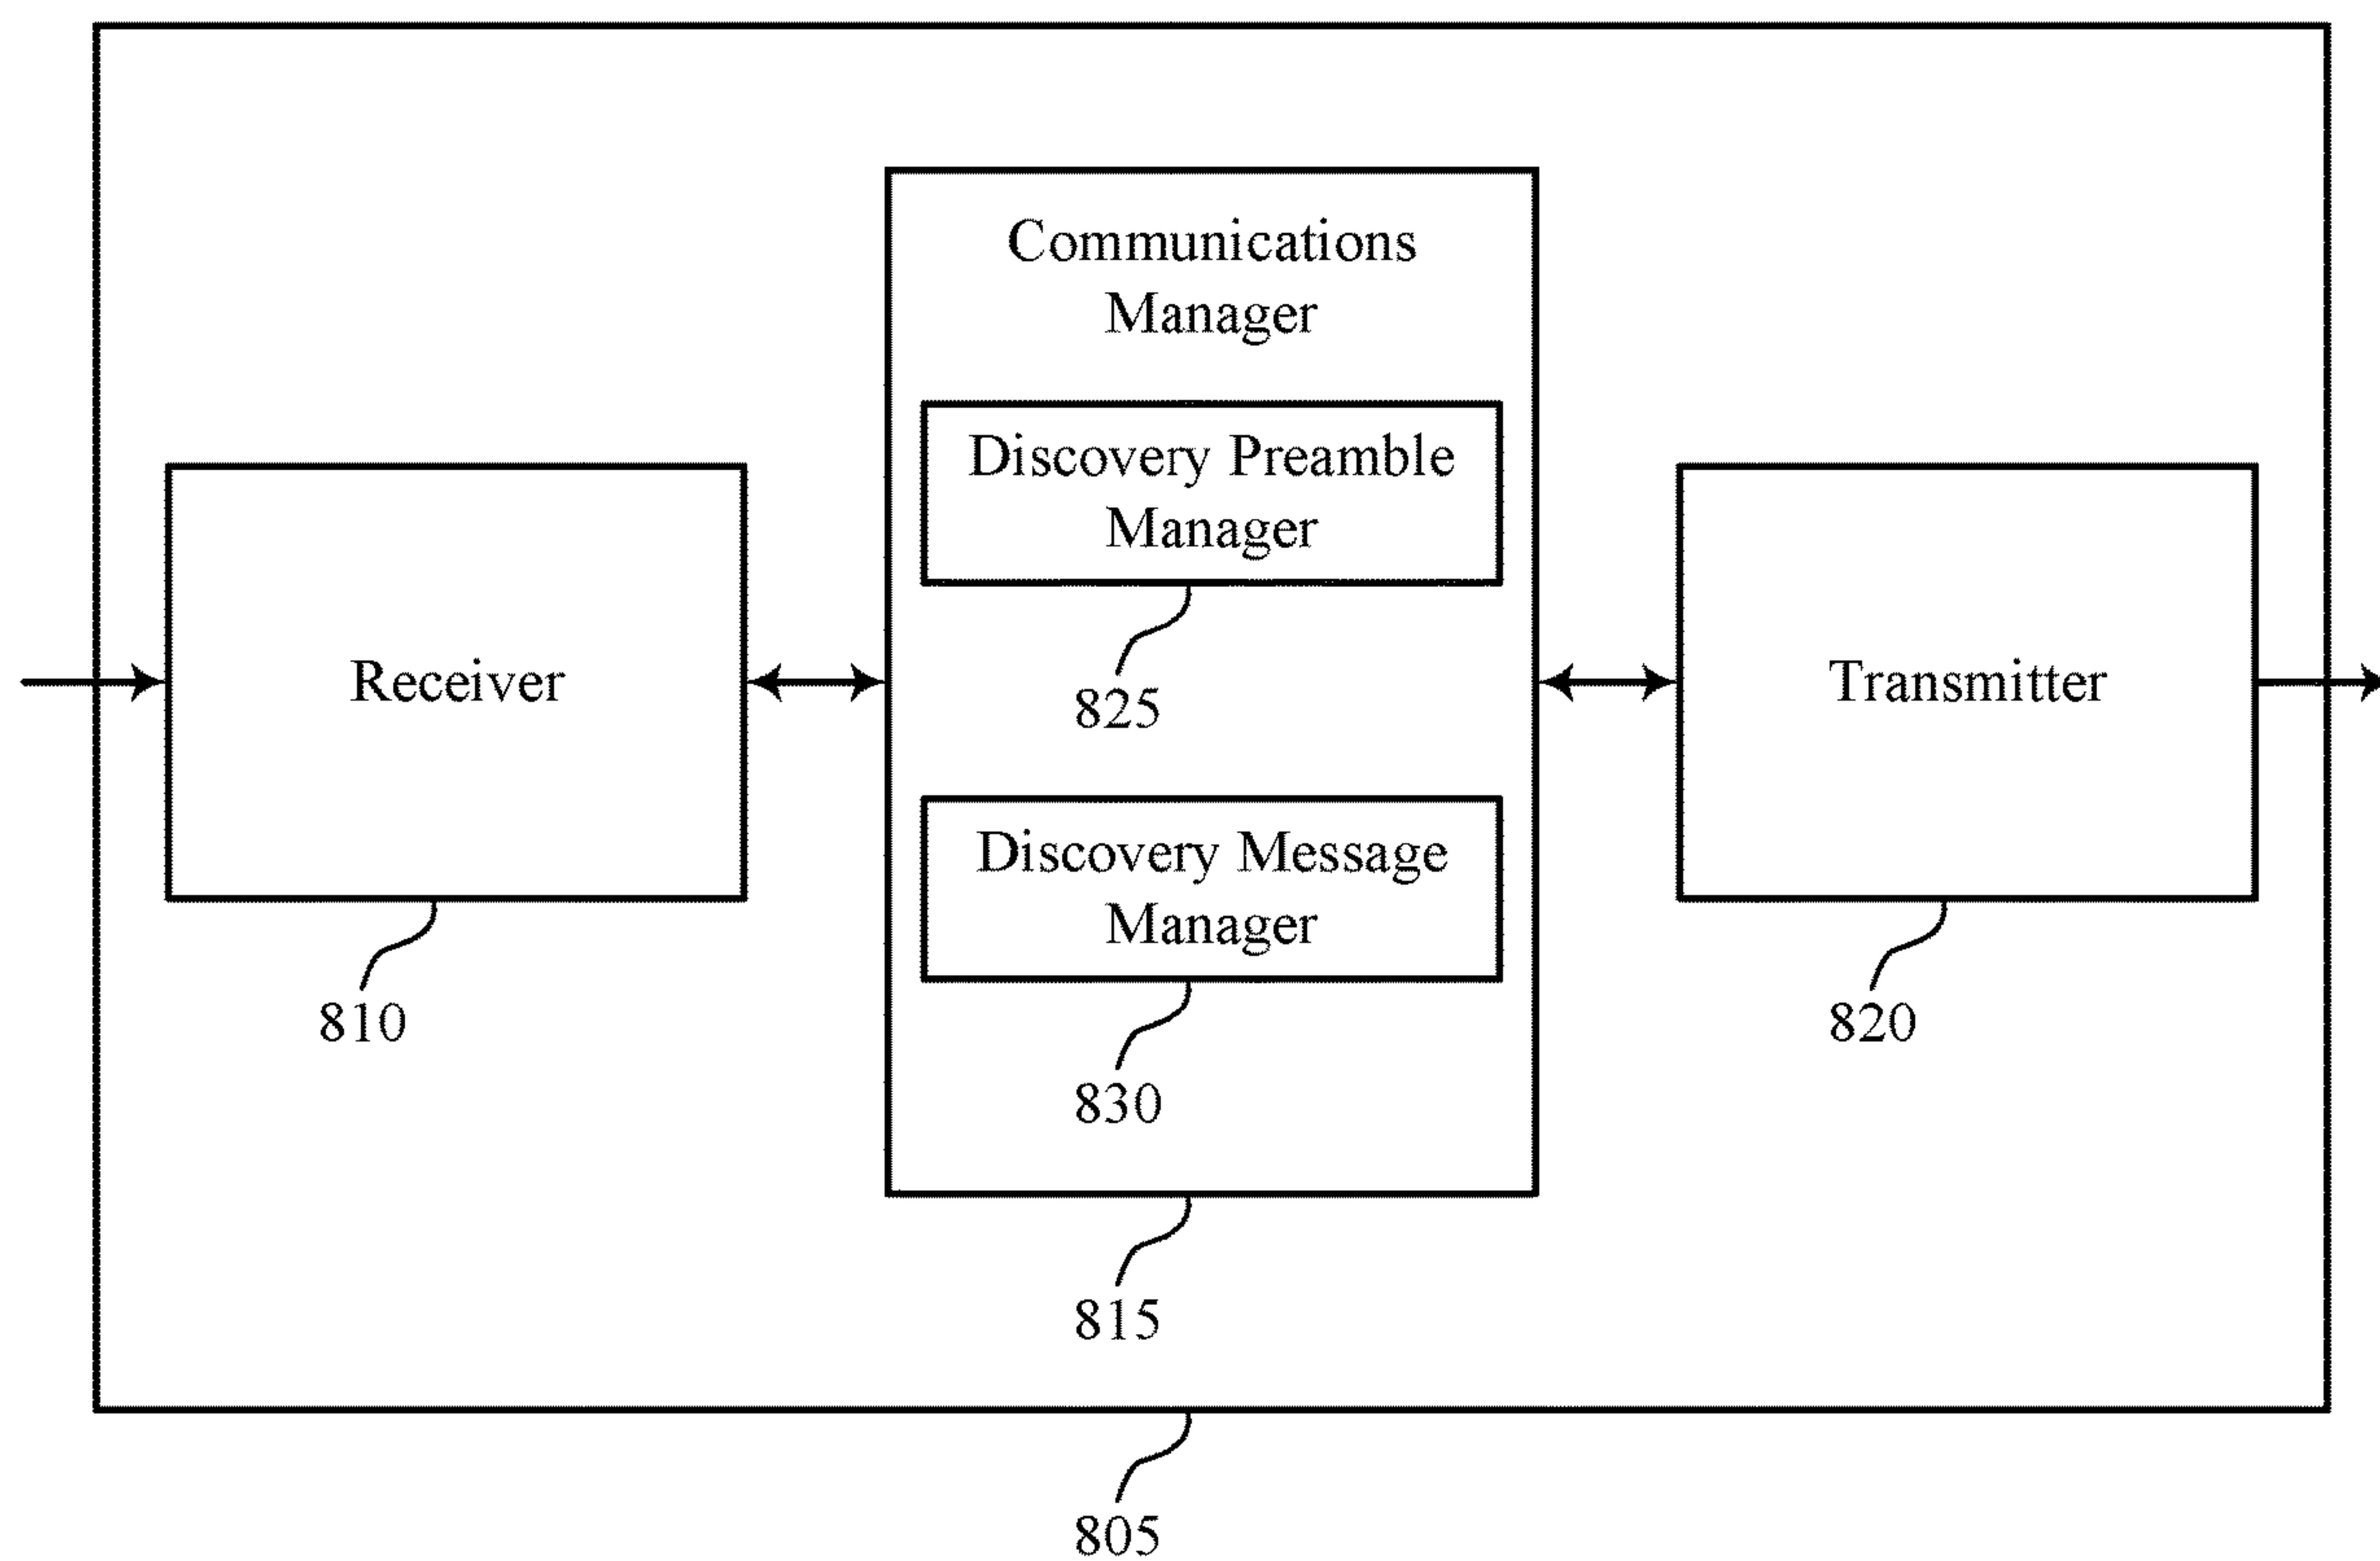 Communications
Manager
Discovery Preamble
Manager
825
Receiver
810
Discovery Message
Manager
830
815
Transmitter
820
805